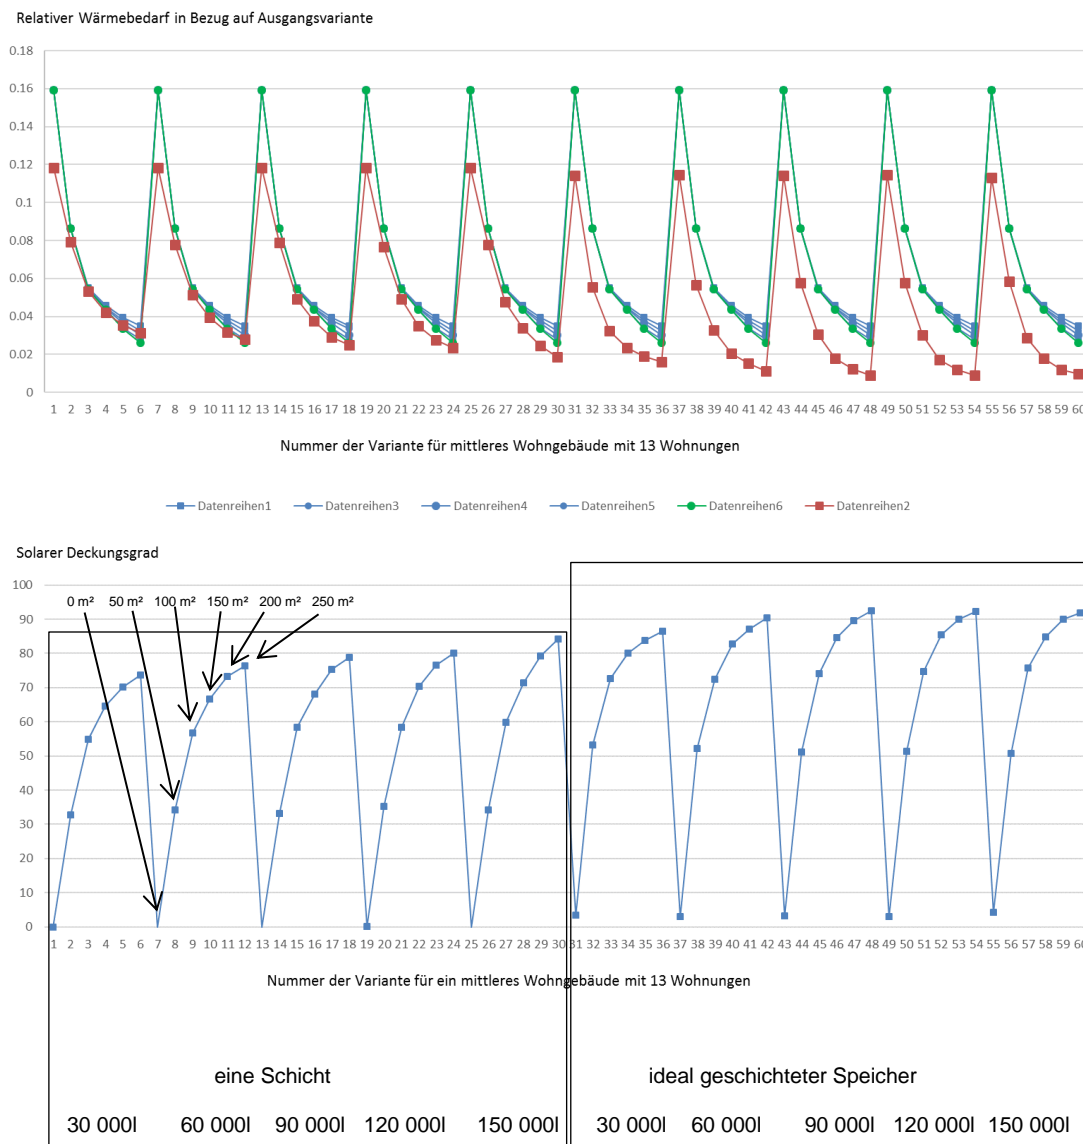 Relativer Wärmebedarf in Bezug auf Ausgangsvariante
0.18
0.16
0.14
0.12
0.1
0.08
0.06
0.04
0.02
0
1 2 3 4 5 6 7 8 9 10 11 12 13 14 15 16 17 18 19 20 21 22 23 24 25 26 27 28 29 30 31 32 33 34 35 36 37 38 39 40 41 42 43 44 45 46 47 48 49 50 51 52 53 54 55 56 57 58 59 60
Nummer der Variante für mittleres Wohngebäude mit 13 Wohnungen
Datenreihen1 Datenreihen3 Datenreihen4 Datenreihen5 Datenreihen6 Datenreihen2
Solarer Deckungsgrad
100
90
80
70
60
50
40
30
20
10
0
0 m² 50 m² 100 m² 150 m² 200 m² 250 m²
1 2 3 4 5 6 7 8 9 10 11 12 13 14 15 16 17 18 19 20 21 22 23 24 25 26 27 28 29 30 31 32 33 34 35 36 37 38 39 40 41 42 43 44 45 46 47 48 49 50 51 52 53 54 55 56 57 58 59 60
Nummer der Variante für ein mittleres Wohngebäude mit 13 Wohnungen
eine Schicht ideal geschichteter Speicher
30 000l 60 000l 90 000l 120 000l 150 000l 30 000l 60 000l 90 000l 120 000l 150 000l